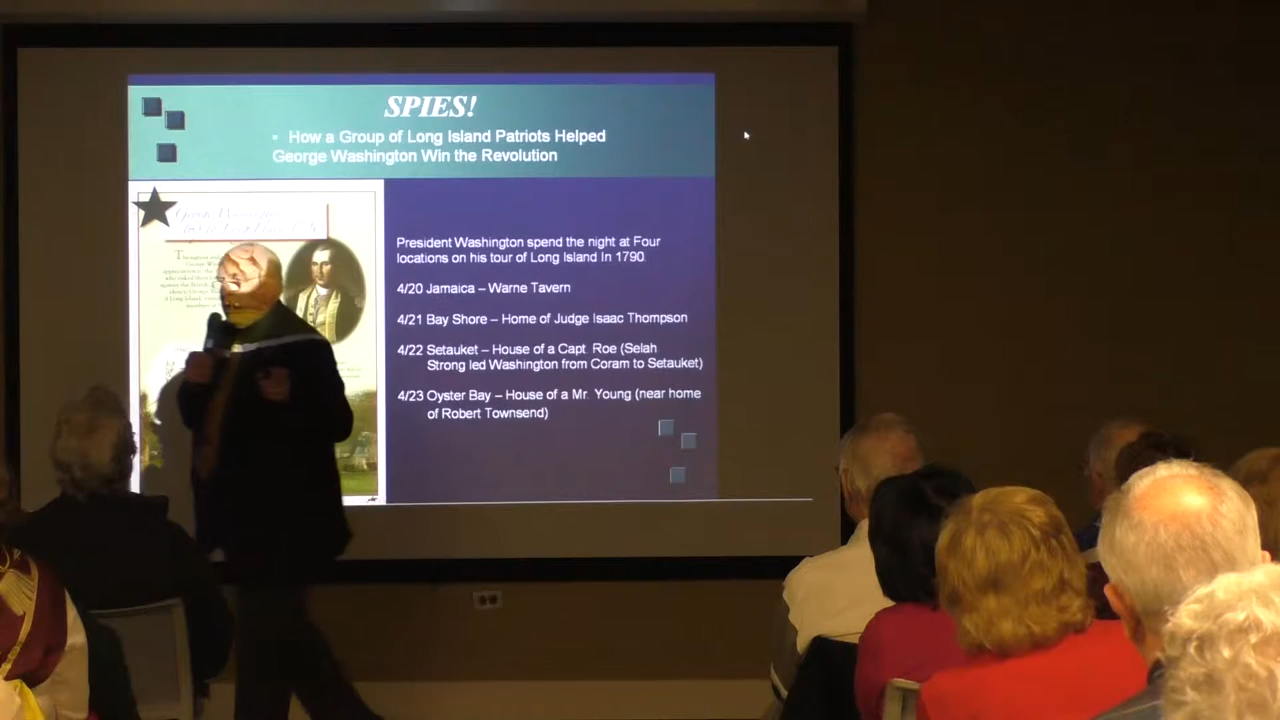 SPIES!
▪ How a Group of Long Island Patriots Helped
George Washington Win the Revolution
President Washington spend the night at Four
locations on his tour of Long Island In 1790.
4/20 Jamaica – Warne Tavern
4/21 Bay Shore – Home of Judge Isaac Thompson
4/22 Setauket – House of a Capt. Roe (Selah
Strong led Washington from Coram to Setauket)
4/23 Oyster Bay – House of a Mr. Young (near home
of Robert Townsend)